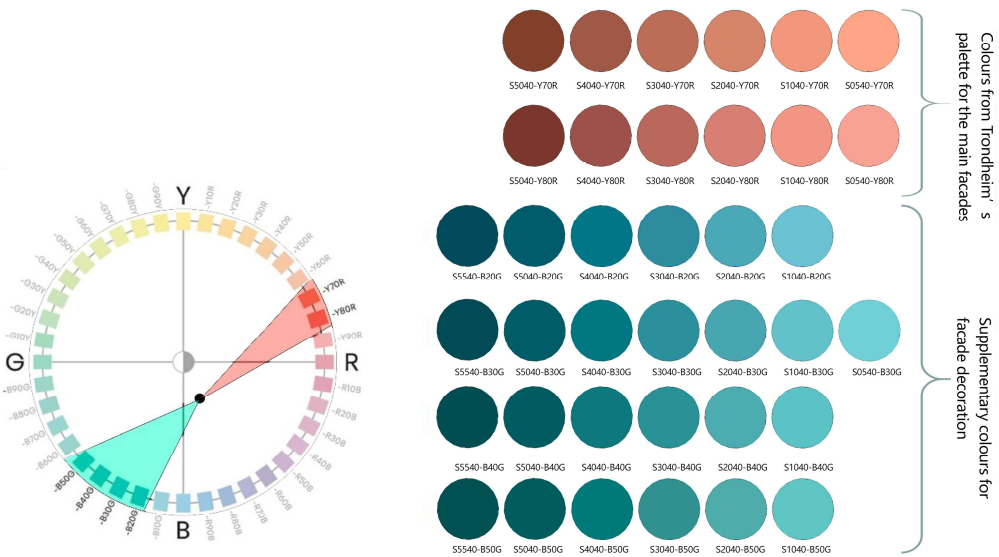 Y
-G90Y
-G80Y
-G70Y
-G60Y
-G50Y
-G40Y
-G30Y
-G20Y
-G10Y
G
-B90G
-B80G
-B70G
-B60G
-B50G
-B40G
-B30G
-B20G
-B10G
B
-R90B
-R80B
-R70B
-R60B
-R50B
-R40B
-R30B
-R20B
-R10B
R
-Y90R
-Y80R
-Y70R
-Y60R
-Y50R
-Y40R
-Y30R
-Y20R
-Y10R
S5040-Y70R S4040-Y70R S3040-Y70R S2040-Y70R S1040-Y70R S0540-Y70R
S5040-Y80R S4040-Y80R S3040-Y80R S2040-Y80R S1040-Y80R S0540-Y80R
Colours from Trondheim's
palette for the main facades
S5540-B20G S5040-B20G S4040-B20G S3040-B20G S2040-B20G S1040-B20G
S5540-B30G S5040-B30G S4040-B30G S3040-B30G S2040-B30G S1040-B30G S0540-B30G
S5540-B40G S5040-B40G S4040-B40G S3040-B40G S2040-B40G S1040-B40G
S5540-B50G S5040-B50G S4040-B50G S3040-B50G S2040-B50G S1040-B50G
Supplementary colours for
facade decoration